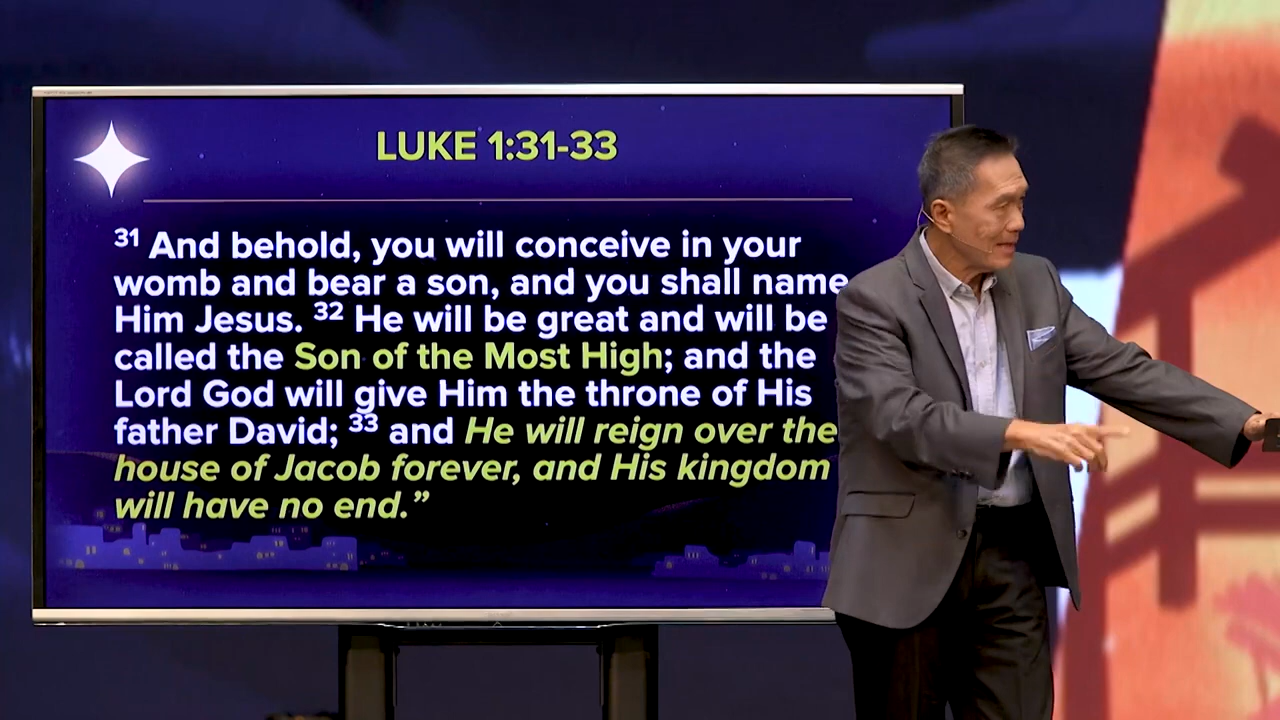 LUKE 1:31-33
31 And behold, you will conceive in your
womb and bear a son, and you shall name
Him Jesus. 32 He will be great and will be
called the Son of the Most High; and the
Lord God will give Him the throne of His
father David; 33 and He will reign over the
house of Jacob forever, and His kingdom
will have no end.”